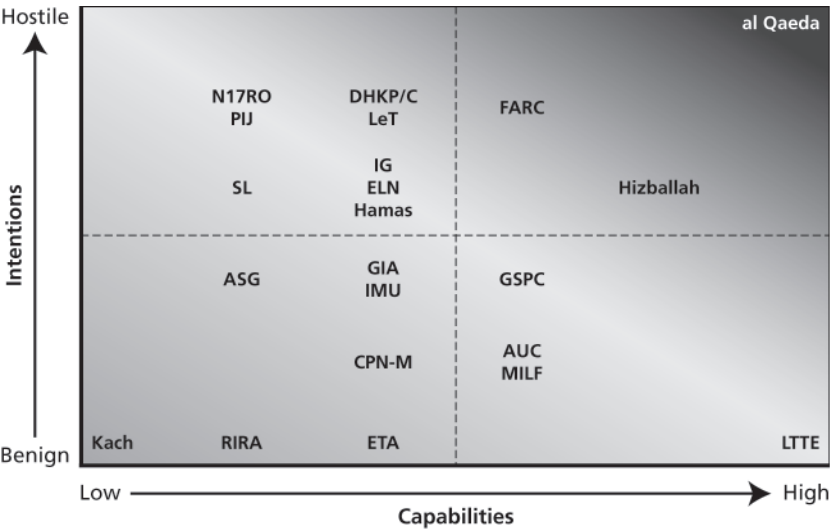 Hostile
al Qaeda
N17RO
PIJ
DHKP/C
LeT
FARC
SL
IG
ELN
Hamas
Hizballah
Intentions
ASG
GIA
IMU
GSPC
CPN-M
AUC
MILF
Kach
RIRA
ETA
LTTE
Benign
Low
High
Capabilities